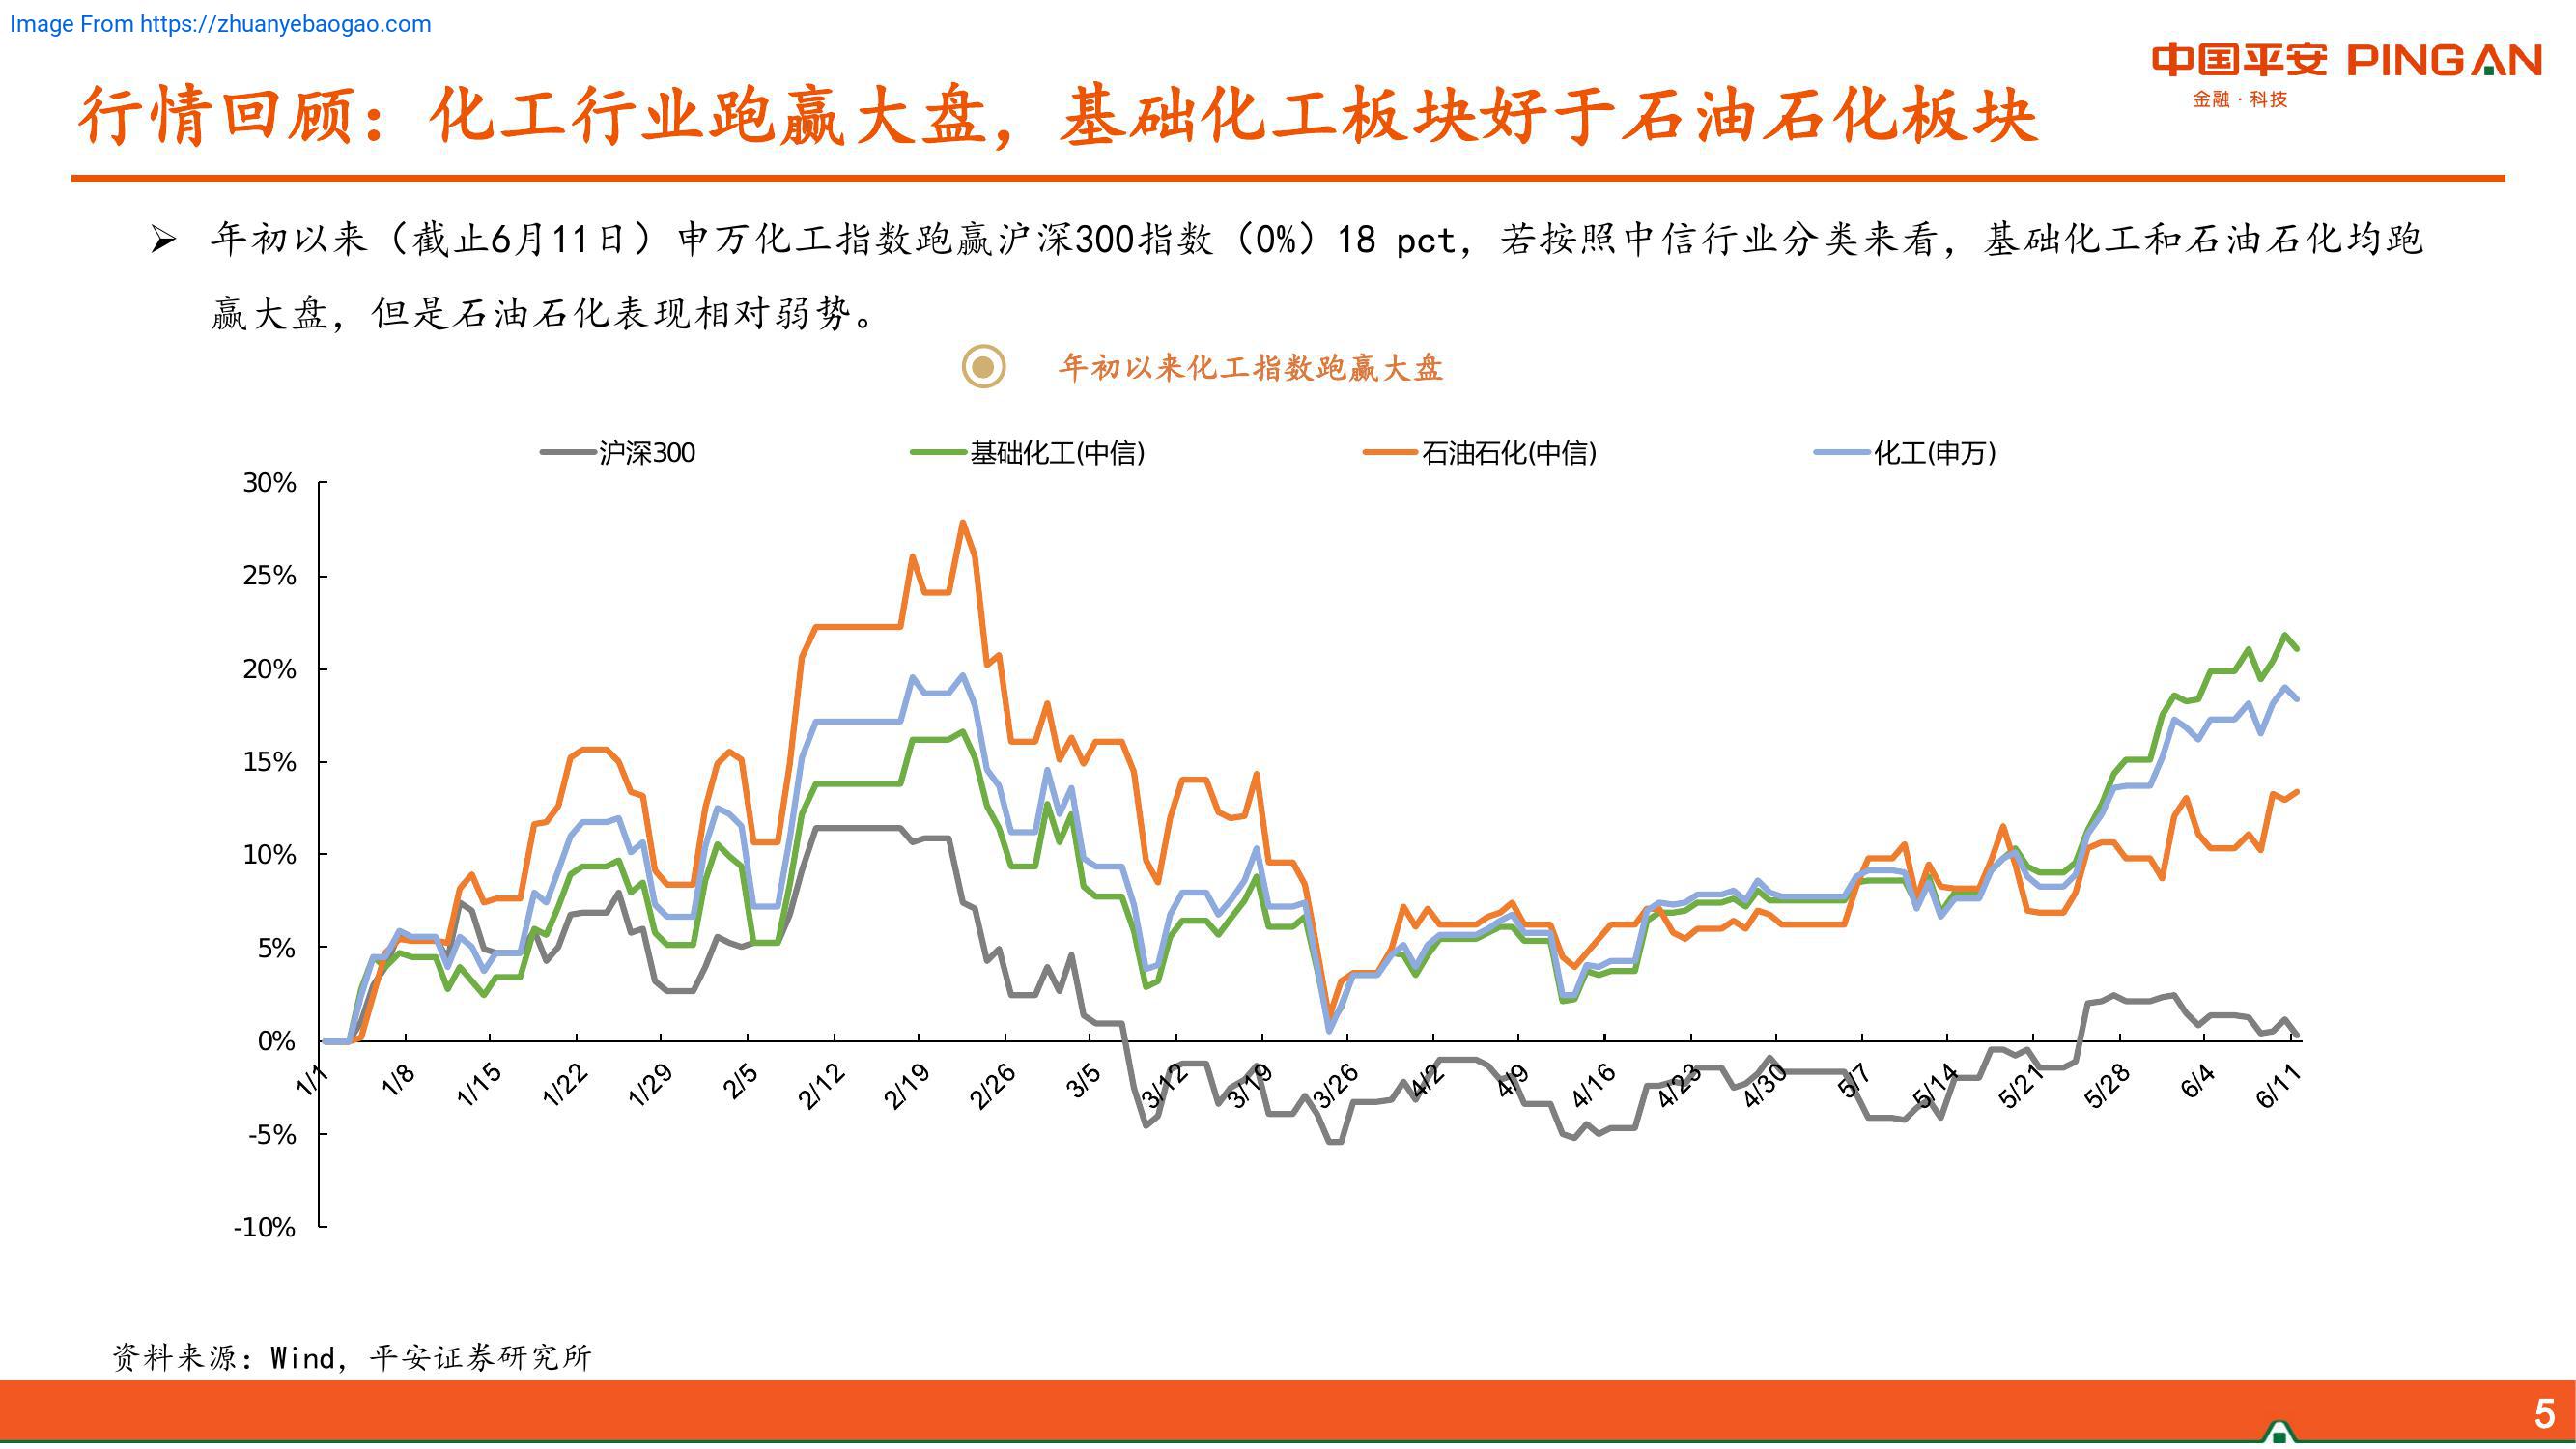 Image From https://zhuanyebaogao.com
中国平安 PINGAN
金融·科技
行情回顾：化工行业跑赢大盘，基础化工板块好于石油石化板块
➢ 年初以来（截止6月11日）申万化工指数跑赢沪深300指数（0%）18 pct，若按照中信行业分类来看，基础化工和石油石化均跑
赢大盘，但是石油石化表现相对弱势。
年初以来化工指数跑赢大盘
沪深300 基础化工(中信) 石油石化(中信) 化工(申万)
30%
25%
20%
15%
10%
5%
0%
-5%
-10%
1/1 1/8 1/15 1/22 1/29 2/5 2/12 2/19 2/26 3/5 3/12 3/19 3/26 4/2 4/9 4/16 4/23 4/30 5/7 5/14 5/21 5/28 6/4 6/11
资料来源：Wind，平安证券研究所
5